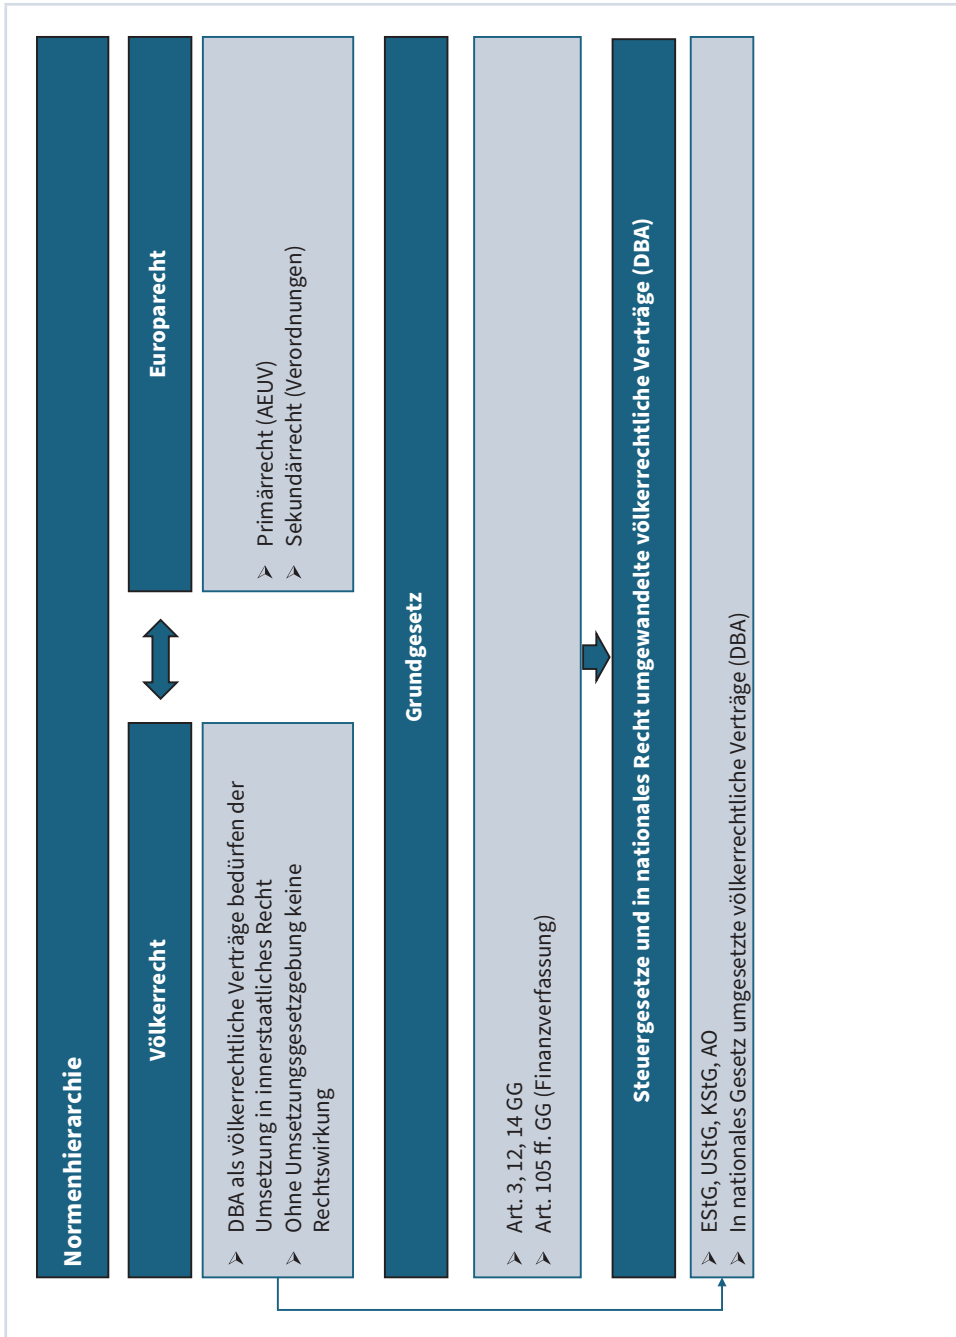 Normenhierarchie
Völkerrecht
Europarecht
➢ DBA als völkerrechtliche Verträge bedürfen der
Umsetzung in innerstaatliches Recht
➢ Ohne Umsetzungsgesetzgebung keine
Rechtswirkung
➢ Primärrecht (AEUV)
➢ Sekundärrecht (Verordnungen)
Grundgesetz
➢ Art. 3, 12, 14 GG
➢ Art. 105 ff. GG (Finanzverfassung)
Steuergesetze und in nationales Recht umgewandelte völkerrechtliche Verträge (DBA)
➢ EStG, UStG, KStG, AO
➢ In nationales Gesetz umgesetzte völkerrechtliche Verträge (DBA)